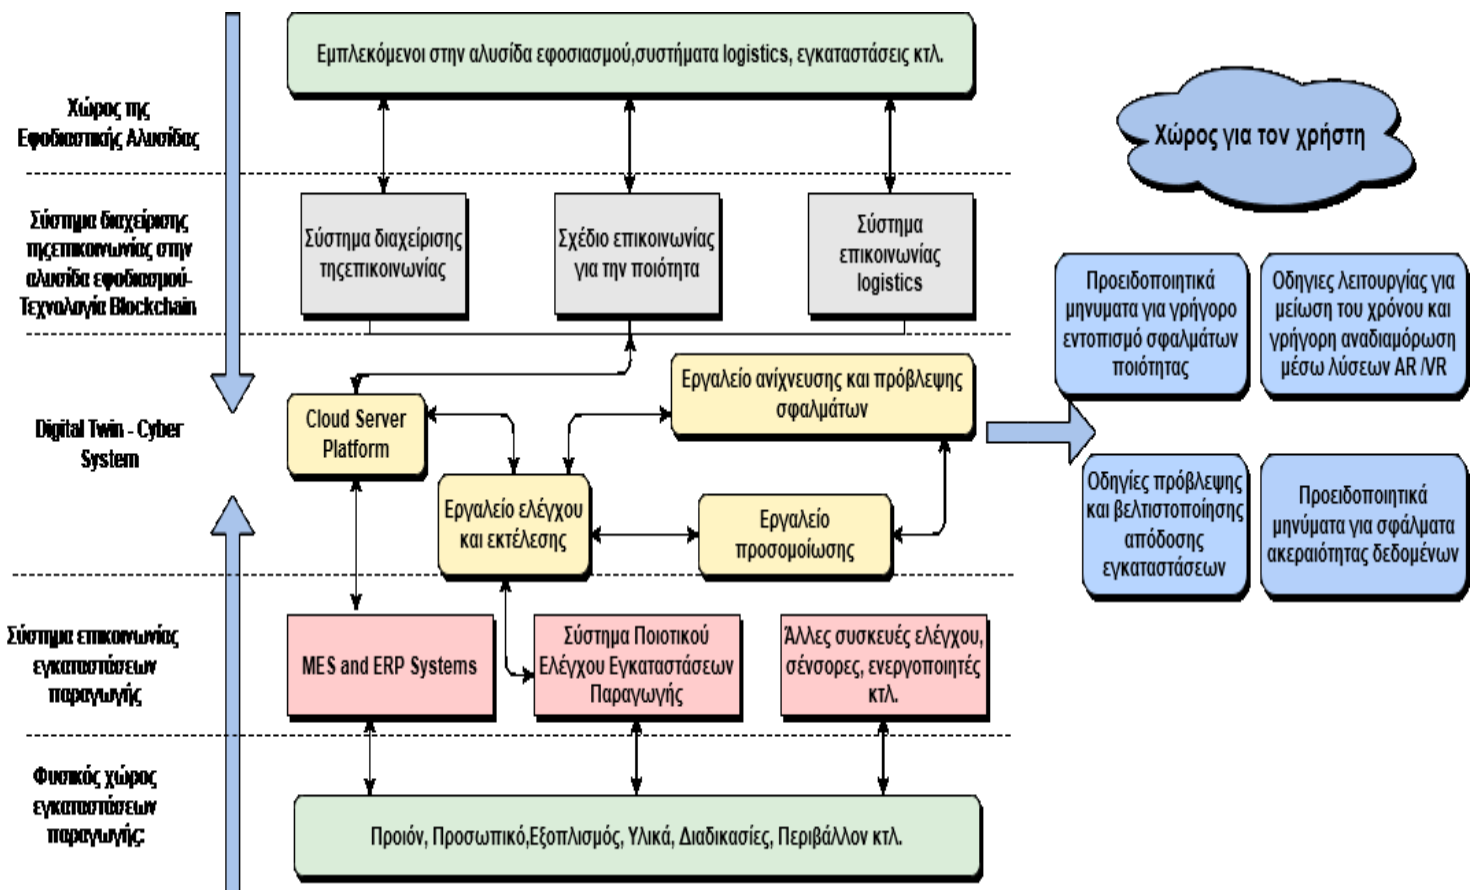 Εμπλεκόμενοι στην αλυσίδα εφοσιασμού,συστήματα logistics, εγκαταστάσεις κτλ.
Χώρος της
Εφοδιαστικής Αλυσίδας
Χώρος για τον χρήστη
Σύστημα διαχείρισης
τηςεπικοινωνίας στην
αλυσίδα εφοδιασμού-
Τεχνολογία Blockchain
Σύστημα διαχείρισης
τηςεπικοινωνίας
Σχέδιο επικοινωνίας
για την ποιότητα
Σύστημα
επικοινωνίας
logistics
Προειδοποιητικά
μηνυματα για γρήγορο
εντοπισμό σφαλμάτων
ποιότητας
Οδηγιες λειτουργίας για
μείωση του χρόνου και
γρήγορη αναδιαμόρωση
μέσω λύσεων AR /VR
Digital Twin - Cyber
System
Cloud Server
Platform
Εργαλείο ανίχνευσης και πρόβλεψης
σφαλμάτων
Εργαλείο ελέγχου
και εκτέλεσης
Εργαλείο
προσομοίωσης
Οδηγίες πρόβλεψης
και βελτιστοποίησης
απόδοσης
εγκαταστάσεων
Προειδοποιητικά
μηνύματα για σφάλματα
ακεραιότητας δεδομένων
Σύστημα επικοινωνίας
εγκαταστάσεων
παραγωγής
MES and ERP Systems
Σύστημα Ποιοτικού
Ελέγχου Εγκαταστάσεων
Παραγωγής
Άλλες συσκευές ελέγχου,
σένσορες, ενεργοποιητές
κτλ.
Φυσικός χώρος
εγκαταστάσεων
παραγωγής:
Προιόν, Προσωπικό,Εξοπλισμός, Υλικά, Διαδικασίες, Περιβάλλον κτλ.